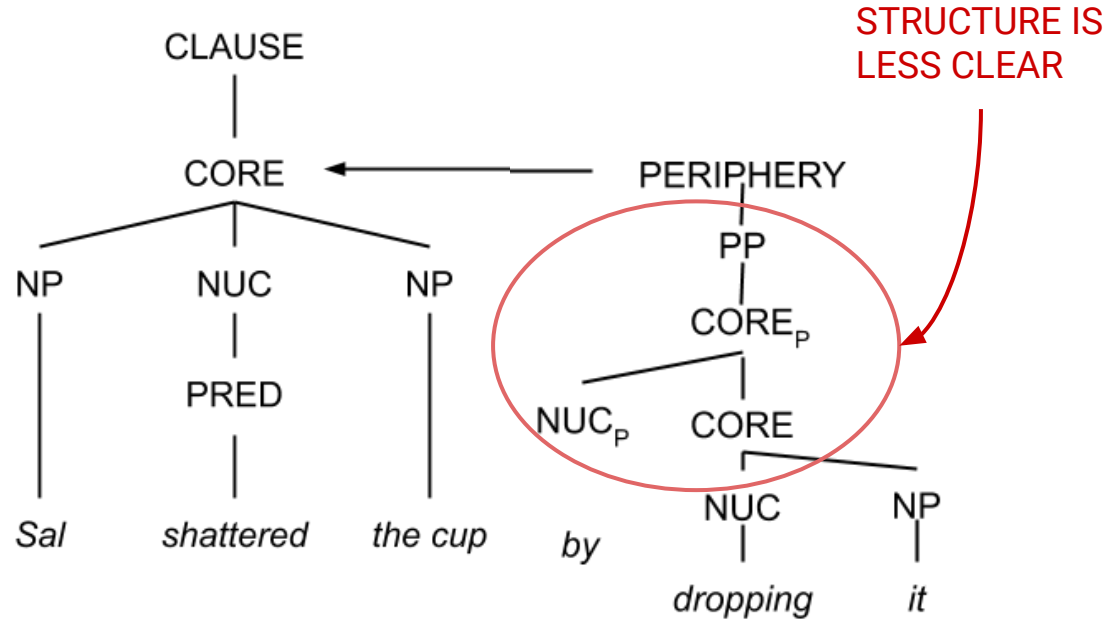 STRUCTURE IS
LESS CLEAR
CLAUSE
CORE
PERIPHERY
PP
NP NUC NP
COREP
PRED
NUCP CORE
NUC NP
Sal shattered the cup by
dropping it